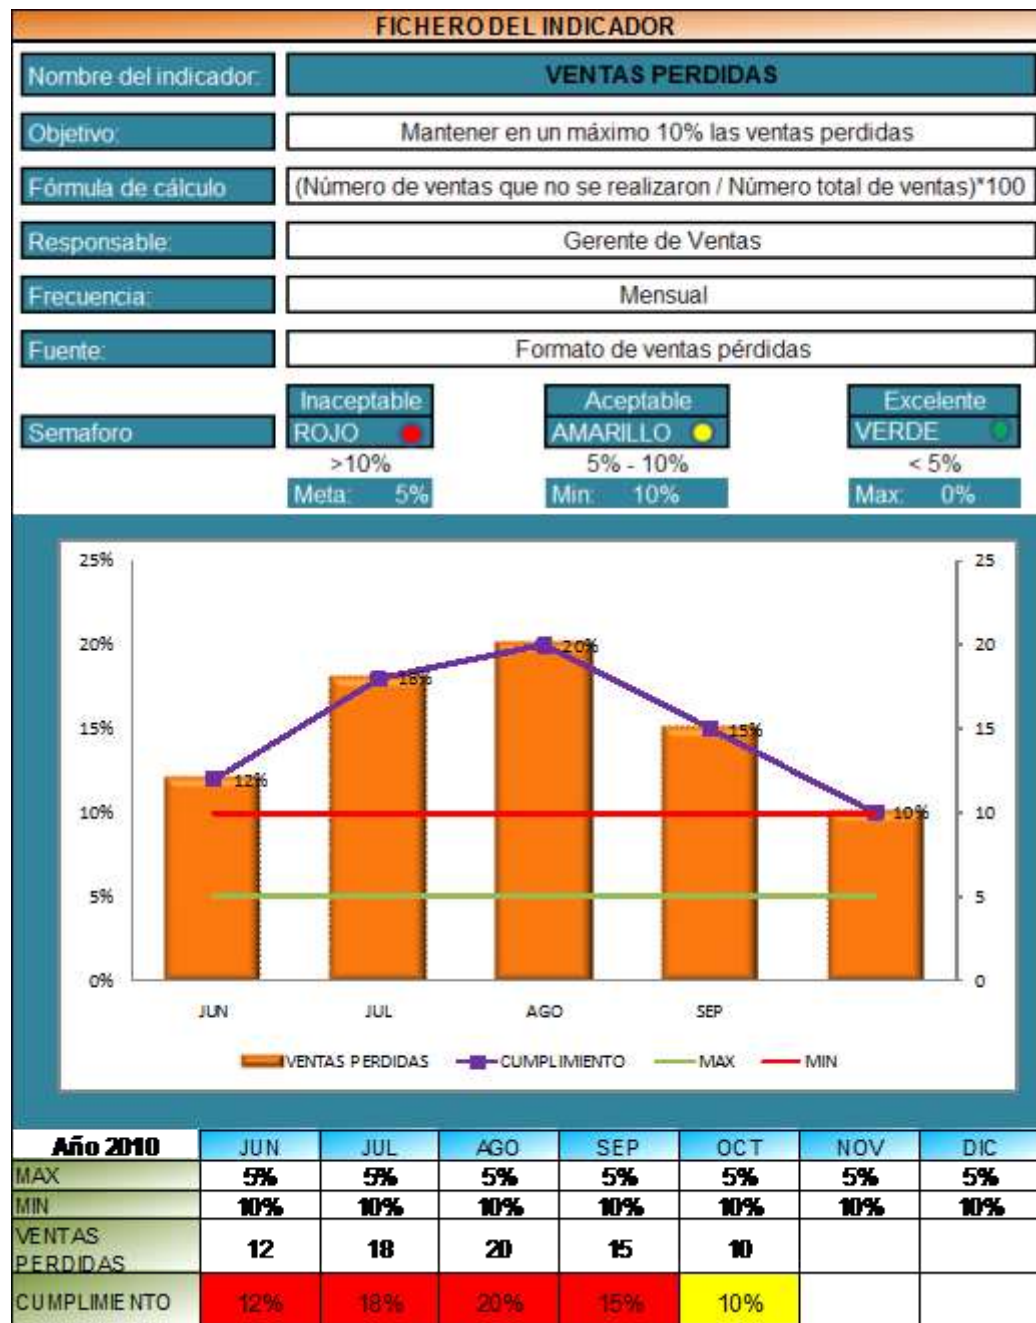 FICHERO DEL INDICADOR
Nombre del indicador: VENTAS PERDIDAS
Objetivo: Mantener en un máximo 10% las ventas perdidas
Fórmula de cálculo (Número de ventas que no se realizaron / Número total de ventas)*100
Responsable: Gerente de Ventas
Frecuencia: Mensual
Fuente: Formato de ventas pérdidas
Inaceptable Aceptable Excelente
Semaforo ROJO AMARILLO VERDE
>10% 5% - 10% < 5%
Meta: 5% Min: 10% Max: 0%
25% 25
20% 20% 20
18%
15% 15% 15
12%
10% 10% 10
5% 5
0% 0
JUN JUL AGO SEP
VENTAS PERDIDAS CUMPLIMIENTO MAX MIN
Año 2010 JUN JUL AGO SEP OCT NOV DIC
MAX 5% 5% 5% 5% 5% 5% 5%
MIN 10% 10% 10% 10% 10% 10% 10%
VENTAS
PERDIDAS 12 18 20 15 10
CUMPLIMIENTO 12% 18% 20% 15% 10%